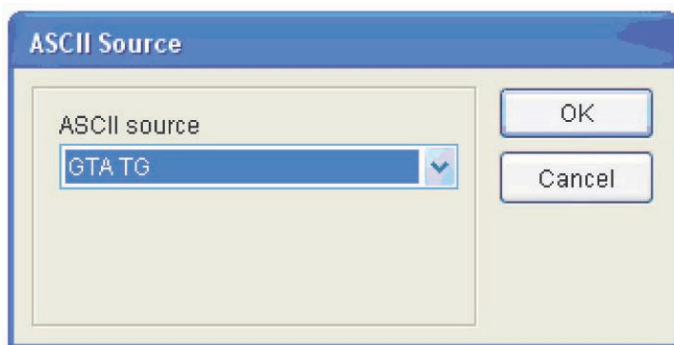 ASCII Source
ASCII source
GTA TG
OK
Cancel